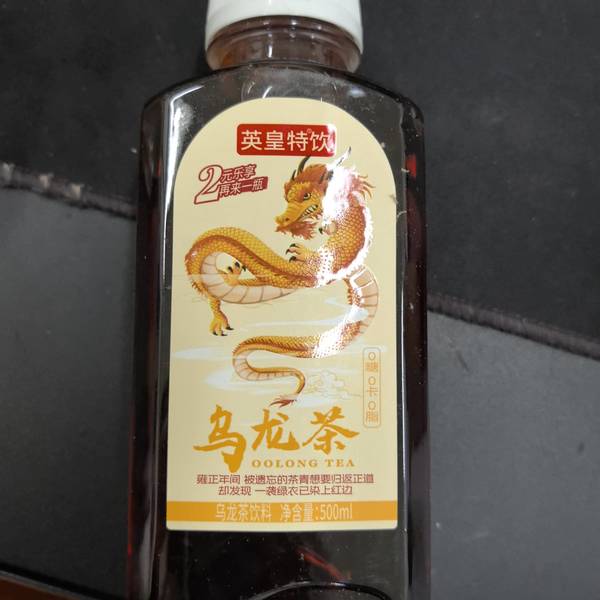 英皇特饮
2元乐享
再来一瓶
0糖0卡0脂
乌龙茶
OOLONG TEA
雍正年间 被遗忘的茶青想要归返正道
却发现 一袭绿衣已染上红边
乌龙茶饮料 净含量:500ml